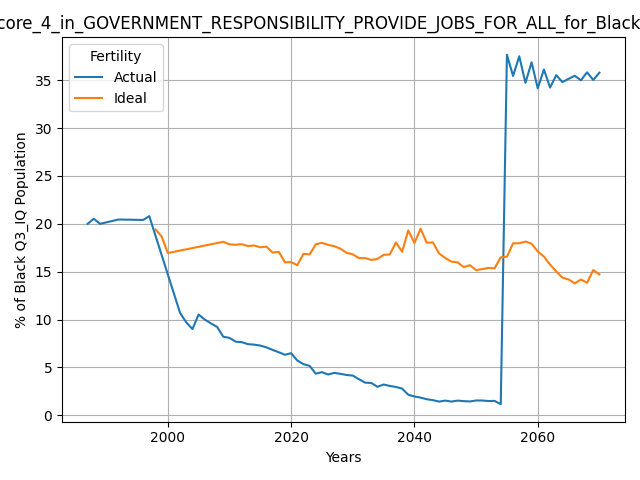 core_4_in_GOVERNMENT_RESPONSIBILITY_PROVIDE_JOBS_FOR_ALL_for_Black
Fertility
Actual
Ideal
% of Black Q3_IQ Population
35
30
25
20
15
10
5
0
2000
2020
2040
2060
Years